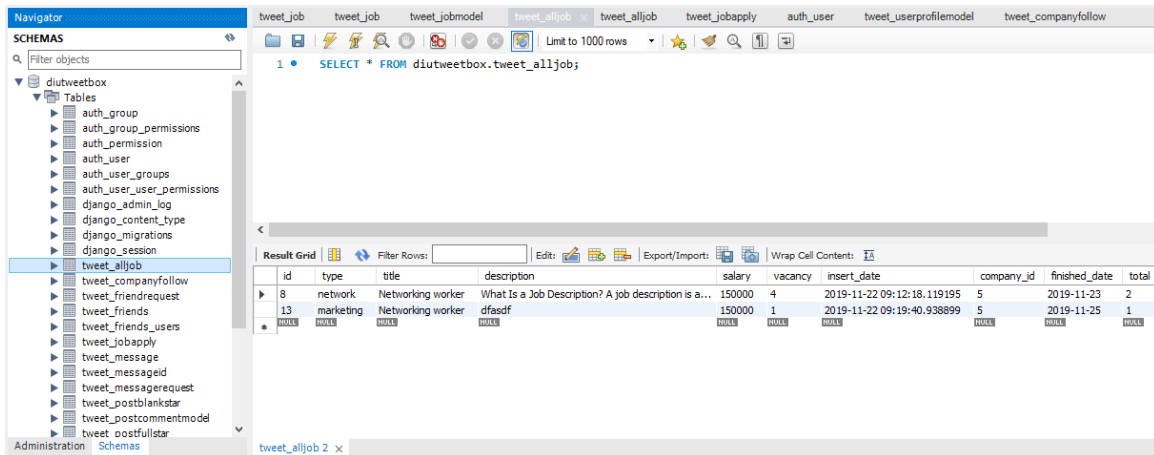 Navigator
SCHEMAS
Filter objects
diutweetbox
Tables
auth_group
auth_group_permissions
auth_permission
auth_user
auth_user_groups
auth_user_user_permissions
django_admin_log
django_content_type
django_migrations
django_session
tweet_alljob
tweet_companyfollow
tweet_friendrequest
tweet_friends
tweet_friends_users
tweet_jobapply
tweet_message
tweet_messageid
tweet_messagerequest
tweet_postblankstar
tweet_postcommentmodel
tweet_postfullstar
Administration Schemas
tweet_job tweet_job tweet_jobmodel tweet_alljob tweet_alljob tweet_jobapply auth_user tweet_userprofilemodel tweet_companyfollow
Limit to 1000 rows
1 SELECT * FROM diutweetbox.tweet_alljob;
Result Grid Filter Rows: Edit: Export/Import: Wrap Cell Content:
id type title description salary vacancy insert_date company_id finished_date total
8 network Networking worker What Is a Job Description? A job description is a... 150000 4 2019-11-22 09:12:18.119195 5 2019-11-23 2
13 marketing Networking worker dfasdf 150000 1 2019-11-22 09:19:40.938899 5 2019-11-25 1
NULL NULL NULL NULL NULL NULL NULL NULL NULL NULL
tweet_alljob 2